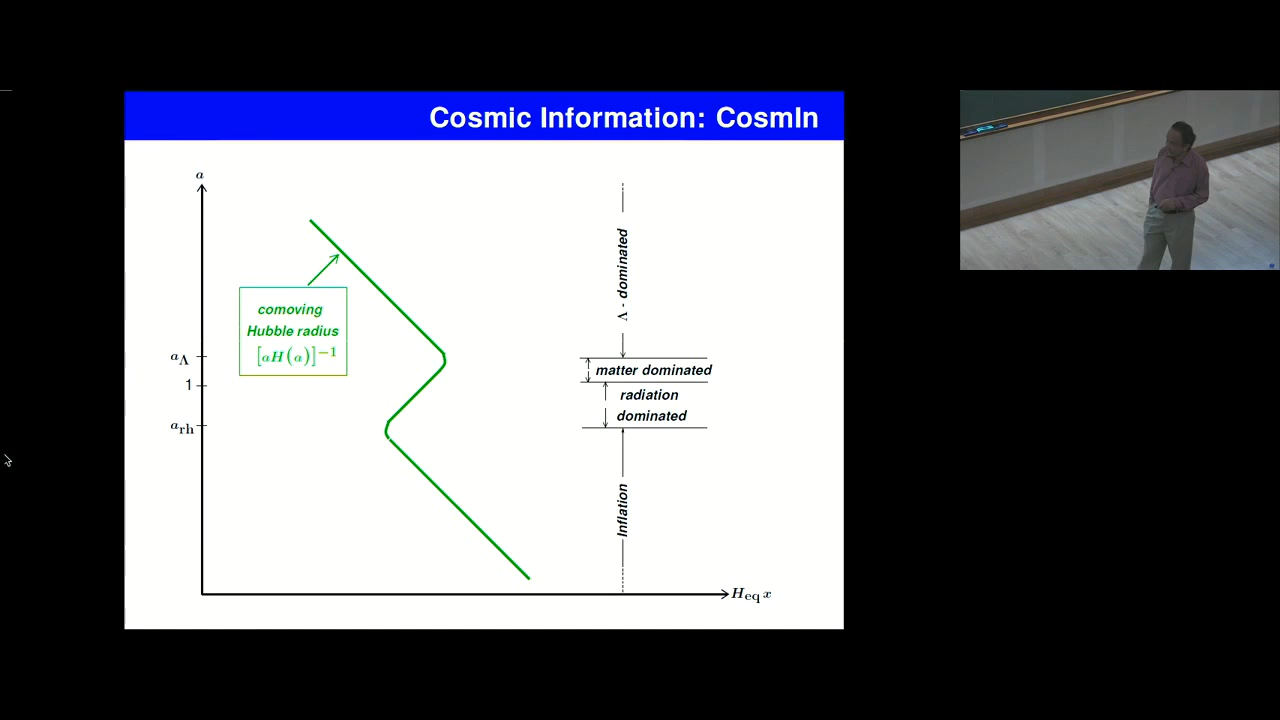 Cosmic Information: CosmIn
a
Λ - dominated
comoving
Hubble radius
[aH(a)]⁻¹
a_Λ
matter dominated
1
radiation
dominated
a_rh
Inflation
H_eq x